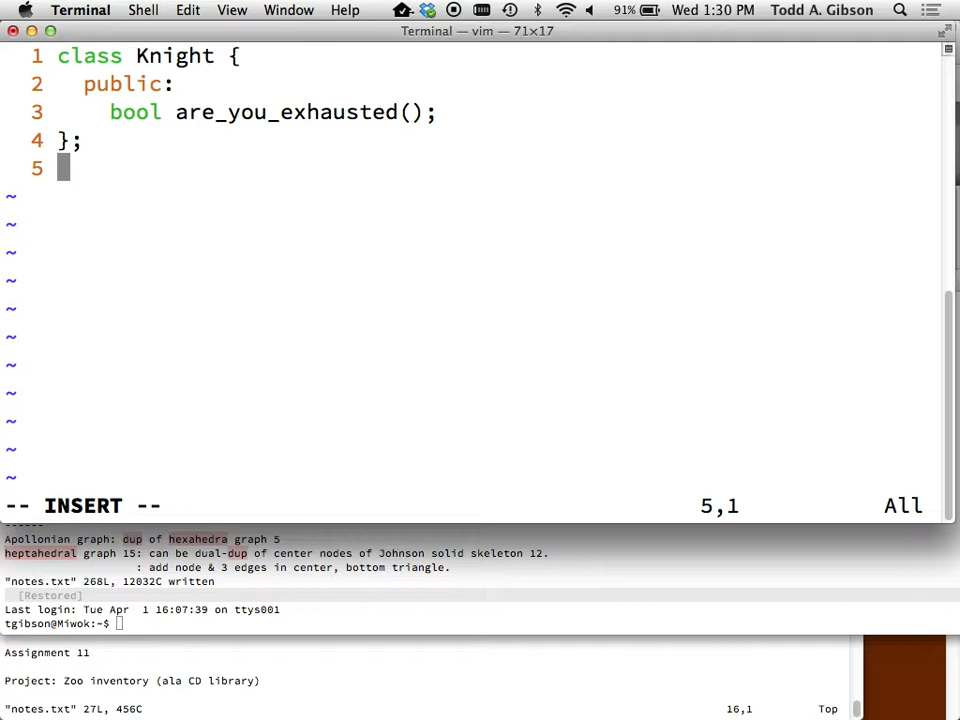 Terminal Shell Edit View Window Help 91% Wed 1:30 PM Todd A. Gibson
Terminal — vim — 71×17
1 class Knight {
2 public:
3 bool are_you_exhausted();
4 };
5
~
~
~
~
~
~
~
~
~
~
~
-- INSERT -- 5,1 All
------
Apollonian graph: dup of hexahedra graph 5
heptahedral graph 15: can be dual-dup of center nodes of Johnson solid skeleton 12.
: add node & 3 edges in center, bottom triangle.
"notes.txt" 268L, 12032C written
[Restored]
Last login: Tue Apr 1 16:07:39 on ttys001
tgibson@Miwok:~$
Assignment 11
Project: Zoo inventory (ala CD library)
"notes.txt" 27L, 456C 16,1 Top